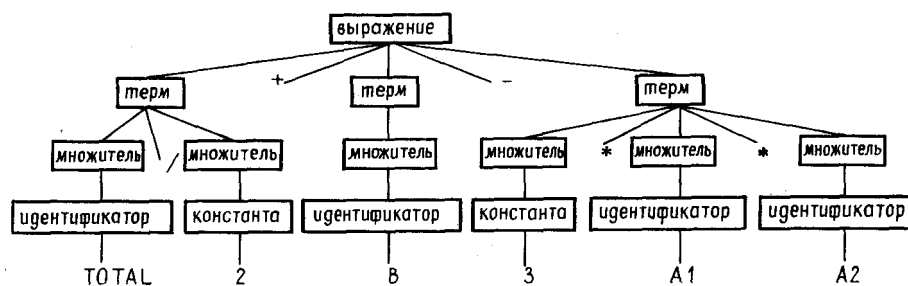 выражение
терм + терм - терм
множитель / множитель множитель множитель * множитель * множитель
идентификатор константа идентификатор константа идентификатор идентификатор
TOTAL 2 B 3 A1 A2